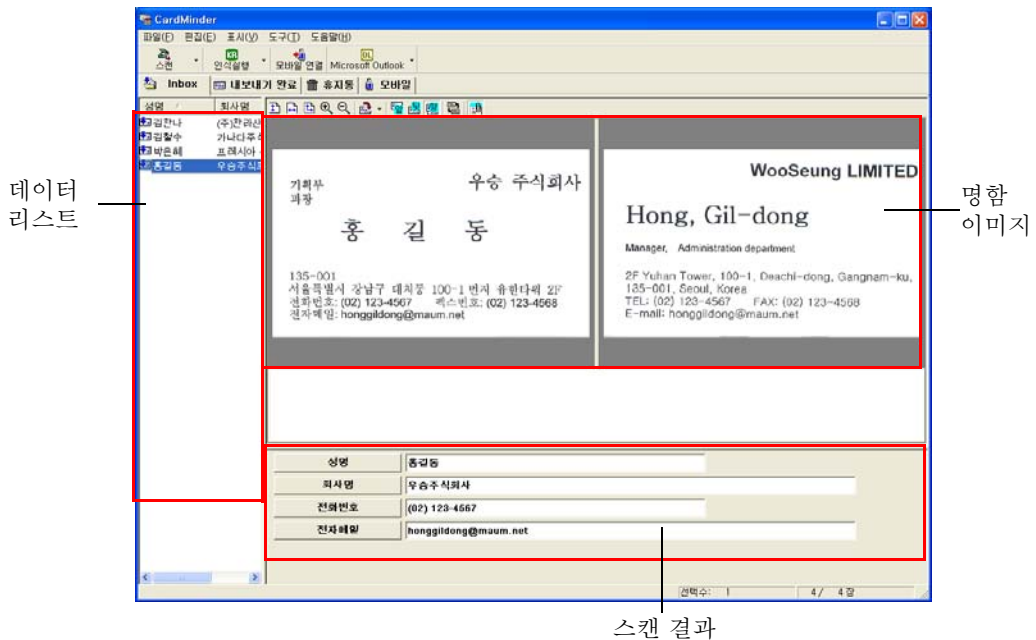 CardMinder
파일(F) 편집(E) 표시(V) 도구(T) 도움말(H)
스캔 인식실행 모바일 연결 Microsoft Outlook
Inbox 내보내기 완료 휴지통 모바일
성명 회사명
김한나 (주)한라산
김철수 가나다주식
박은혜 프레시아
홍길동 우승주식회
데이터
리스트
기획부
과장
우승 주식회사
홍 길 동
135-001
서울특별시 강남구 대치동 100-1 번지 유한타워 2F
전화번호: (02) 123-4567 팩스번호: (02) 123-4568
전자메일: honggildong@maum.net
WooSeung LIMITED
Hong, Gil-dong
Manager, Administration department
2F Yuhan Tower, 100-1, Deachi-dong, Gangnam-ku,
135-001, Seoul, Korea
TEL: (02) 123-4567 FAX: (02) 123-4568
E-mail: honggildong@maum.net
명함
이미지
성명 홍길동
회사명 우승주식회사
전화번호 (02) 123-4567
전자메일 honggildong@maum.net
선택수: 1 4/ 4장
스캔 결과